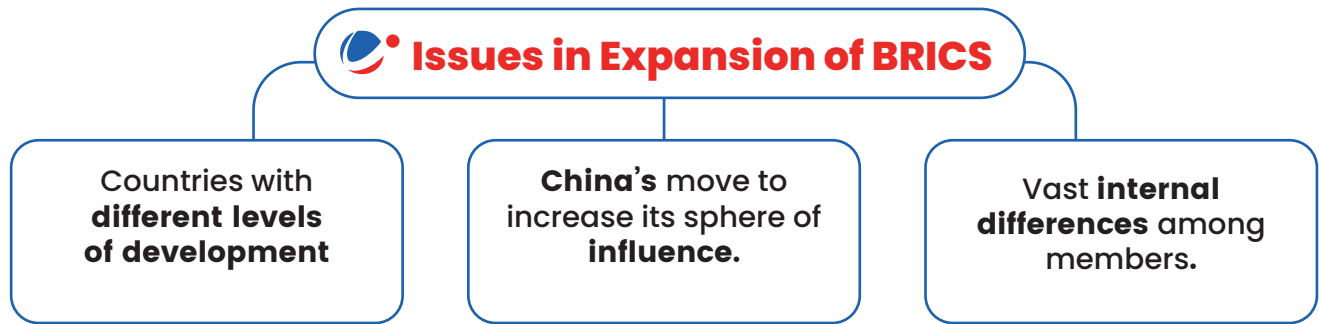 Issues in Expansion of BRICS
Countries with
different levels
of development
China's move to
increase its sphere of
influence.
Vast internal
differences among
members.